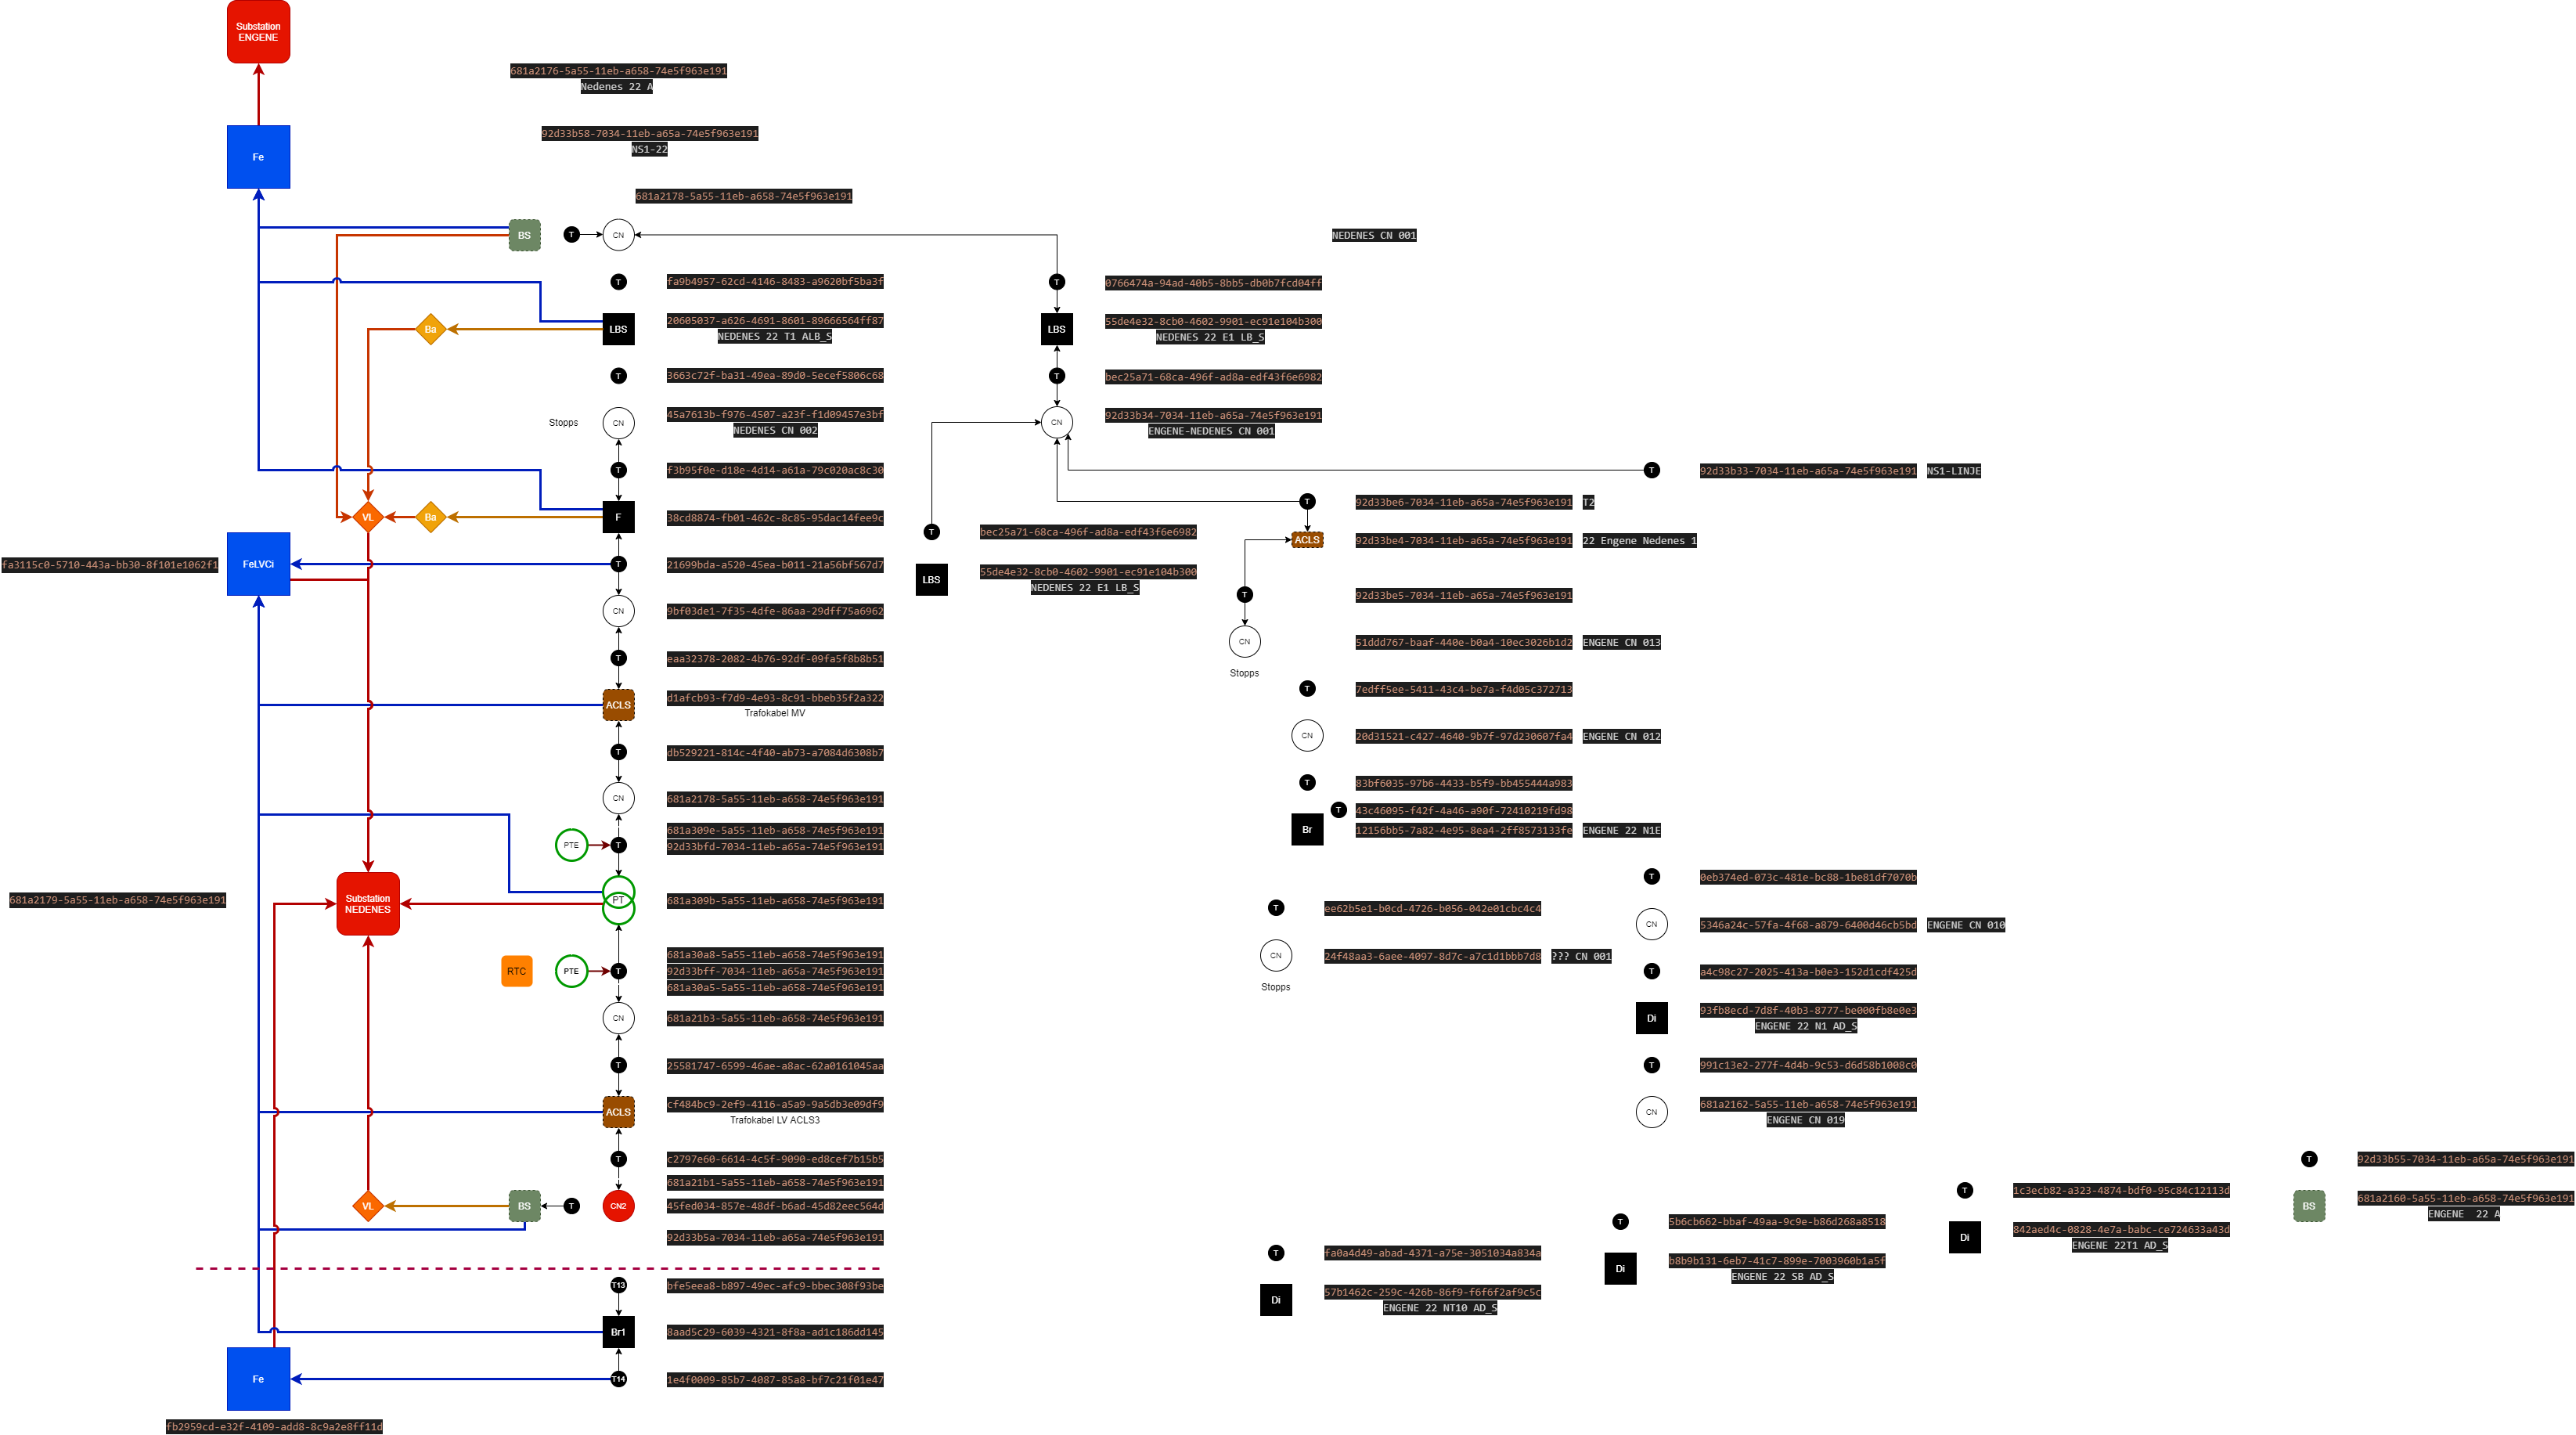 Substation
ENGENE
681a2176-5a55-11eb-a658-74e5f963e191
Nedenes 22 A
92d33b58-7034-11eb-a65a-74e5f963e191
NS1-22
Fe
681a2178-5a55-11eb-a658-74e5f963e191
BS
T
CN
NEDENES CN 001
T
fa9b4957-62cd-4146-8483-a9620bf5ba3f
T
0766474a-94ad-40b5-8bb5-db0b7fcd04ff
Ba
LBS
20605037-a626-4691-8601-89666564ff87
NEDENES 22 T1 ALB_S
LBS
55de4e32-8cb0-4602-9901-ec91e104b300
NEDENES 22 E1 LB_S
T
3663c72f-ba31-49ea-89d0-5ecef5806c68
T
bec25a71-68ca-496f-ad8a-edf43f6e6982
Stopps
CN
45a7613b-f976-4507-a23f-f1d09457e3bf
NEDENES CN 002
CN
92d33b34-7034-11eb-a65a-74e5f963e191
ENGENE-NEDENES CN 001
T
f3b95f0e-d18e-4d14-a61a-79c020ac8c30
T
92d33b33-7034-11eb-a65a-74e5f963e191 NS1-LINJE
T
92d33be6-7034-11eb-a65a-74e5f963e191 T2
VL
Ba
F
38cd8874-fb01-462c-8c85-95dac14fee9c
T
bec25a71-68ca-496f-ad8a-edf43f6e6982
ACLS
92d33be4-7034-11eb-a65a-74e5f963e191 22 Engene Nedenes 1
fa3115c0-5710-443a-bb30-8f101e1062f1
FeLVCi
T
21699bda-a520-45ea-b011-21a56bf567d7
LBS
55de4e32-8cb0-4602-9901-ec91e104b300
NEDENES 22 E1 LB_S
T
92d33be5-7034-11eb-a65a-74e5f963e191
CN
9bf03de1-7f35-4dfe-86aa-29dff75a6962
CN
51ddd767-baaf-440e-b0a4-10ec3026b1d2 ENGENE CN 013
Stopps
T
eaa32378-2082-4b76-92df-09fa5f8b8b51
T
7edff5ee-5411-43c4-be7a-f4d05c372713
ACLS
d1afcb93-f7d9-4e93-8c91-bbeb35f2a322
Trafokabel MV
CN
20d31521-c427-4640-9b7f-97d230607fa4 ENGENE CN 012
T
db529221-814c-4f40-ab73-a7084d6308b7
T
83bf6035-97b6-4433-b5f9-bb455444a983
CN
681a2178-5a55-11eb-a658-74e5f963e191
T
43c46095-f42f-4a46-a90f-72410219fd98
Br
12156bb5-7a82-4e95-8ea4-2ff8573133fe ENGENE 22 N1E
681a309e-5a55-11eb-a658-74e5f963e191
PTE
T
92d33bfd-7034-11eb-a65a-74e5f963e191
T
0eb374ed-073c-481e-bc88-1be81df7070b
681a2179-5a55-11eb-a658-74e5f963e191
Substation
NEDENES
PT
681a309b-5a55-11eb-a658-74e5f963e191
T
ee62b5e1-b0cd-4726-b056-042e01cbc4c4
CN
5346a24c-57fa-4f68-a879-6400d46cb5bd ENGENE CN 010
681a30a8-5a55-11eb-a658-74e5f963e191
CN
24f48aa3-6aee-4097-8d7c-a7c1d1bbb7d8 ??? CN 001
Stopps
RTC
PTE
T
92d33bff-7034-11eb-a65a-74e5f963e191
681a30a5-5a55-11eb-a658-74e5f963e191
T
a4c98c27-2025-413a-b0e3-152d1cdf425d
CN
681a21b3-5a55-11eb-a658-74e5f963e191
Di
93fb8ecd-7d8f-40b3-8777-be000fb8e0e3
ENGENE 22 N1 AD_S
T
25581747-6599-46ae-a8ac-62a0161045aa
T
991c13e2-277f-4d4b-9c53-d6d58b1008c0
ACLS
cf484bc9-2ef9-4116-a5a9-9a5db3e09df9
Trafokabel LV ACLS3
CN
681a2162-5a55-11eb-a658-74e5f963e191
ENGENE CN 019
T
c2797e60-6614-4c5f-9090-ed8cef7b15b5
T
92d33b55-7034-11eb-a65a-74e5f963e191
681a21b1-5a55-11eb-a658-74e5f963e191
T
1c3ecb82-a323-4874-bdf0-95c84c12113d
VL
BS
T
CN2
45fed034-857e-48df-b6ad-45d82eec564d
BS
681a2160-5a55-11eb-a658-74e5f963e191
ENGENE 22 A
92d33b5a-7034-11eb-a65a-74e5f963e191
T
5b6cb662-bbaf-49aa-9c9e-b86d268a8518
Di
842aed4c-0828-4e7a-babc-ce724633a43d
ENGENE 22T1 AD_S
T
fa0a4d49-abad-4371-a75e-3051034a834a
Di
b8b9b131-6eb7-41c7-899e-7003960b1a5f
ENGENE 22 SB AD_S
T13
bfe5eea8-b897-49ec-afc9-bbec308f93be
Di
57b1462c-259c-426b-86f9-f6f6f2af9c5c
ENGENE 22 NT10 AD_S
Br1
8aad5c29-6039-4321-8f8a-ad1c186dd145
Fe
T14
1e4f0009-85b7-4087-85a8-bf7c21f01e47
fb2959cd-e32f-4109-add8-8c9a2e8ff11d